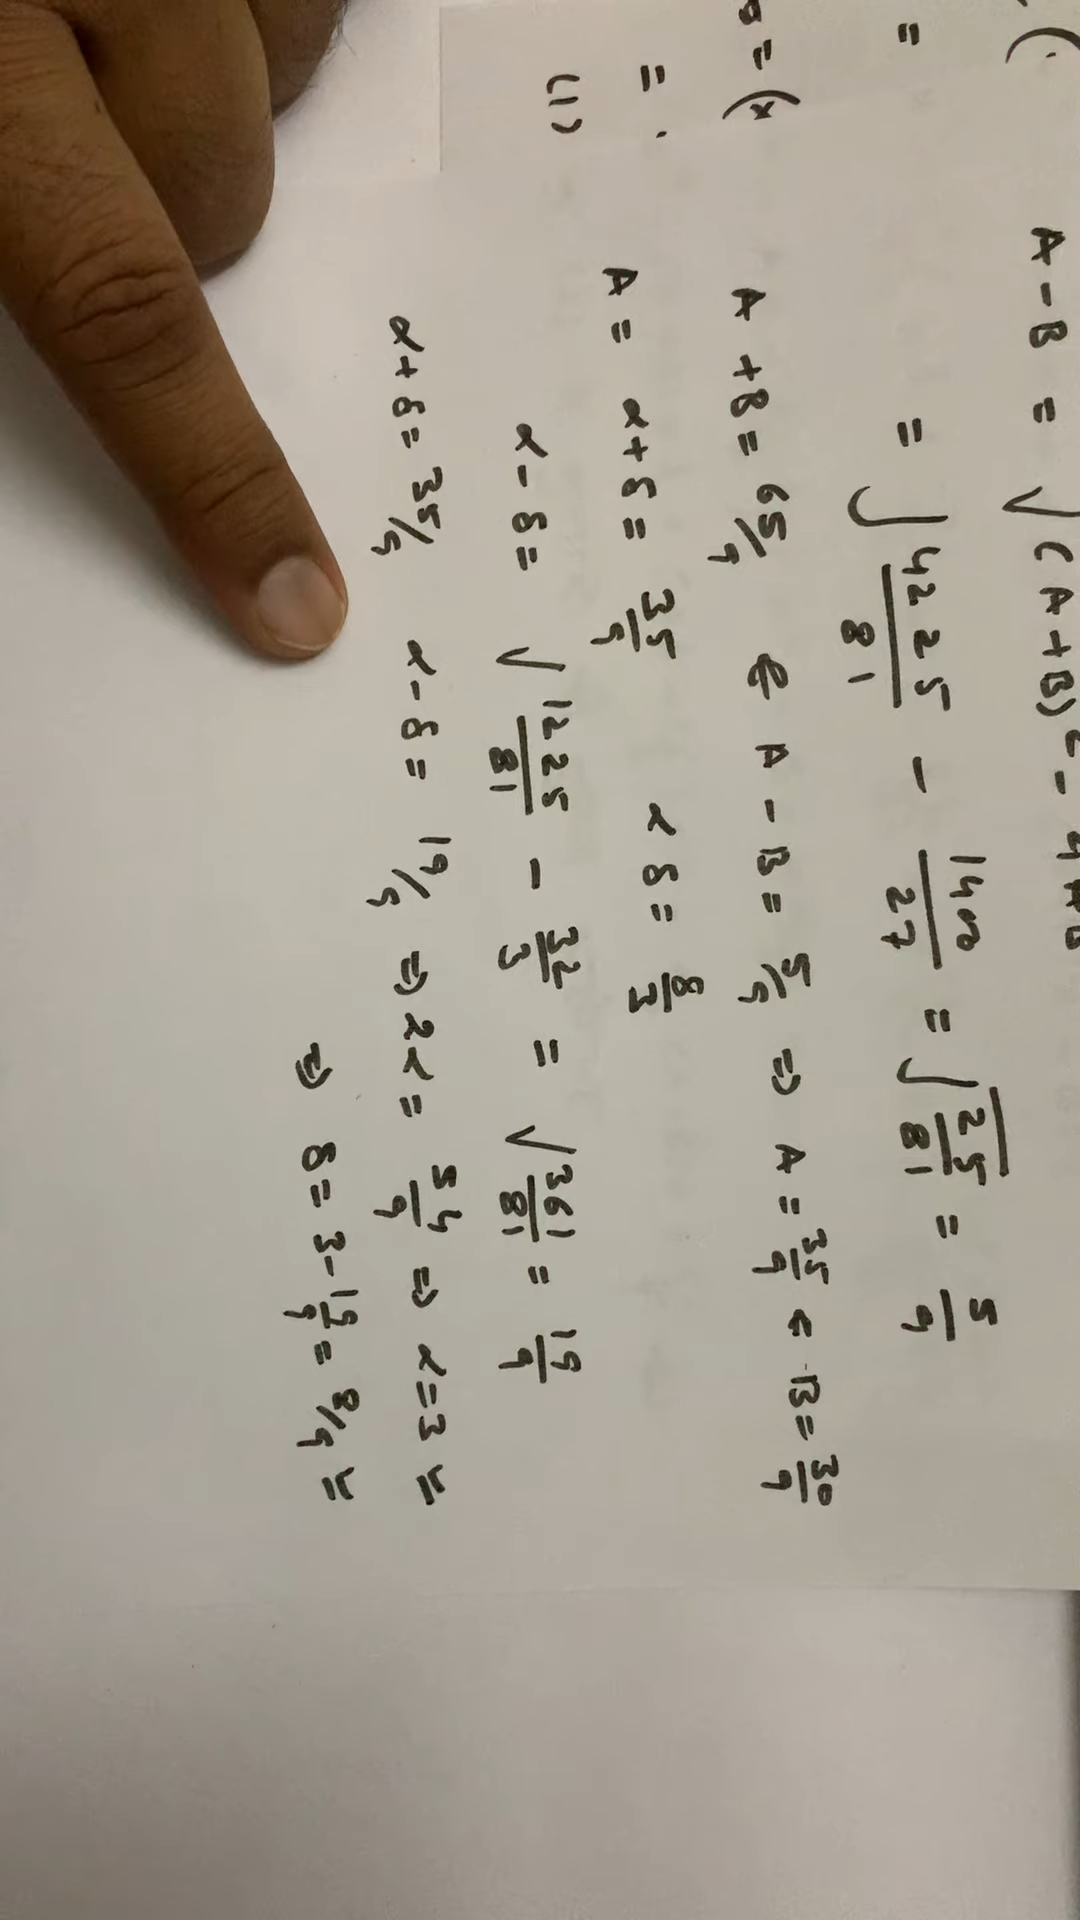 A - B = √(A+B)² - 4AB
= √4225/81 - 1400/27 = √25/81 = 5/9
A + B = 65/9 & A - B = 5/9 ⇒ A = 35/9 & B = 30/9
A = α + δ = 35/9 αδ = 8/3
α - δ = √1225/81 - 32/3 = √361/81 = 19/9
α + δ = 35/9 α - δ = 19/9 ⇒ 2α = 54/9 ⇒ α = 3
⇒ δ = 3 - 19/9 = 8/9
(1)